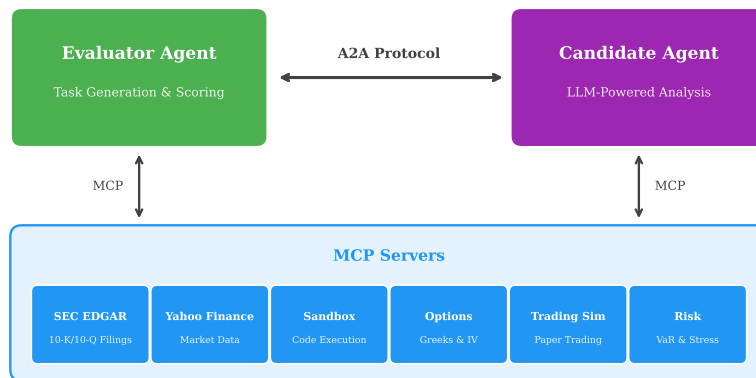 Evaluator Agent
Task Generation & Scoring
A2A Protocol
Candidate Agent
LLM-Powered Analysis
MCP
MCP
MCP Servers
SEC EDGAR
10-K/10-Q Filings
Yahoo Finance
Market Data
Sandbox
Code Execution
Options
Greeks & IV
Trading Sim
Paper Trading
Risk
VaR & Stress